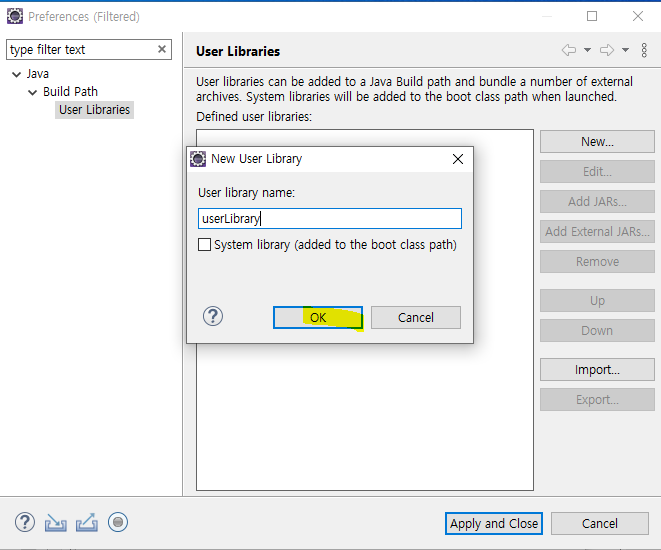 Preferences (Filtered)
type filter text
Java
Build Path
User Libraries
User Libraries
User libraries can be added to a Java Build path and bundle a number of external
archives. System libraries will be added to the boot class path when launched.
Defined user libraries:
New...
Edit...
Add JARs...
Add External JARs...
Remove
Up
Down
Import...
Export...
New User Library
User library name:
userLibrary
System library (added to the boot class path)
OK
Cancel
Apply and Close
Cancel